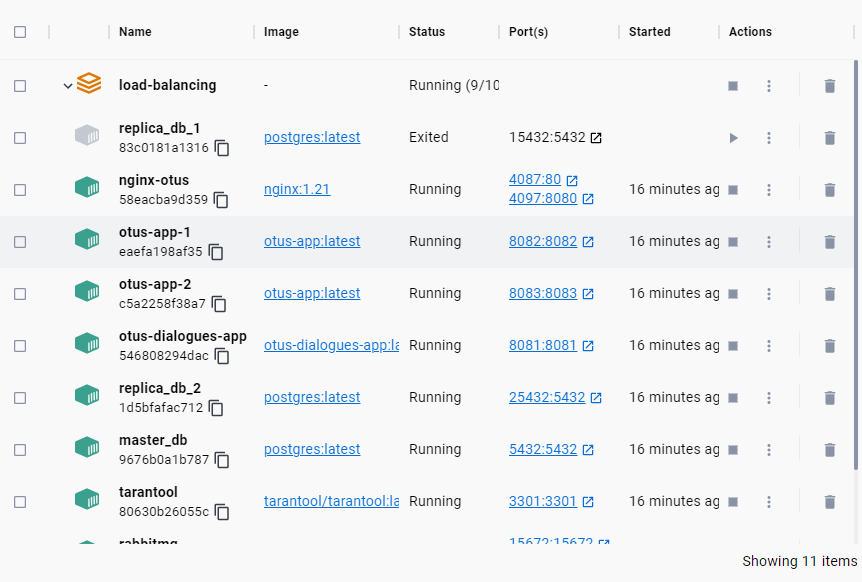 Name Image Status Port(s) Started Actions
load-balancing - Running (9/10
replica_db_1
83c0181a1316 postgres:latest Exited 15432:5432
nginx-otus
58eacba9d359 nginx:1.21 Running 4087:80 16 minutes ag
4097:8080
otus-app-1
eaefa198af35 otus-app:latest Running 8082:8082 16 minutes ag
otus-app-2
c5a2258f38a7 otus-app:latest Running 8083:8083 16 minutes ag
otus-dialogues-app
546808294dac otus-dialogues-app:la Running 8081:8081 16 minutes ag
replica_db_2
1d5bfafac712 postgres:latest Running 25432:5432 16 minutes ag
master_db
9676b0a1b787 postgres:latest Running 5432:5432 16 minutes ag
tarantool
80630b26055c tarantool/tarantool:la Running 3301:3301 16 minutes ag
rabbitmq 15672:15672
Showing 11 items